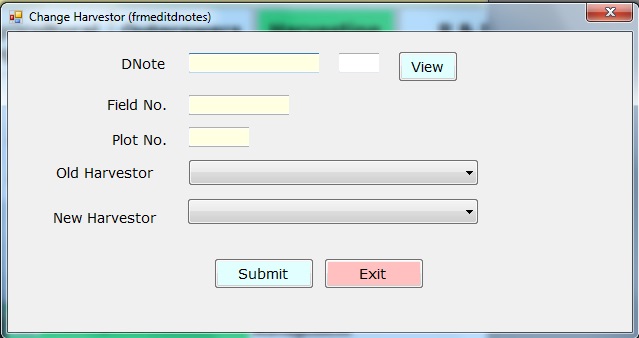 Change Harvestor (frmeditdnotes)
DNote
View
Field No.
Plot No.
Old Harvestor
New Harvestor
Submit Exit